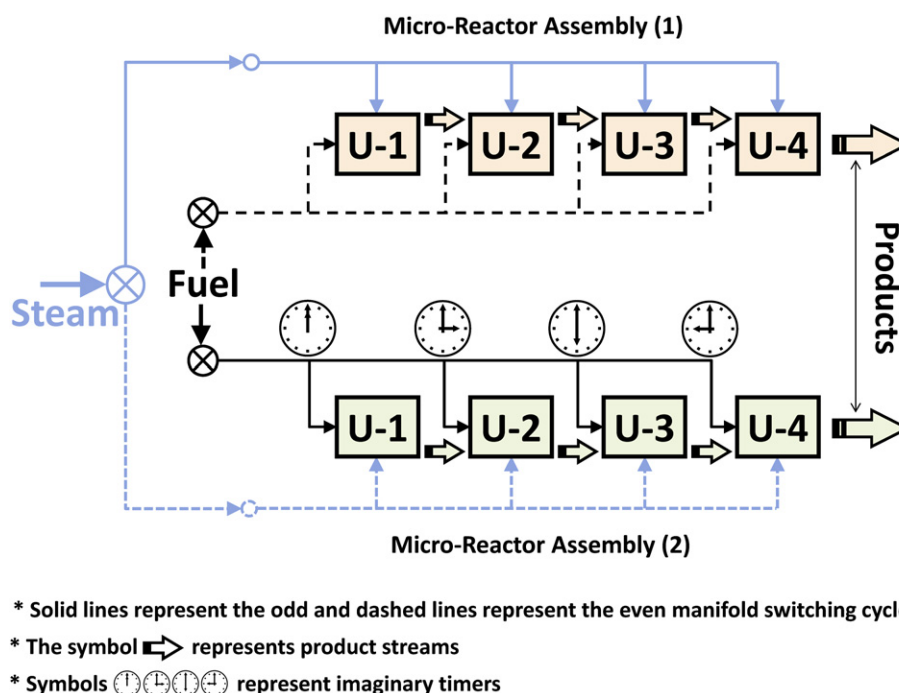 Micro-Reactor Assembly (1)
U-1 U-2 U-3 U-4
Fuel
Steam
Products
U-1 U-2 U-3 U-4
Micro-Reactor Assembly (2)
* Solid lines represent the odd and dashed lines represent the even manifold switching cycle
* The symbol represents product streams
* Symbols represent imaginary timers